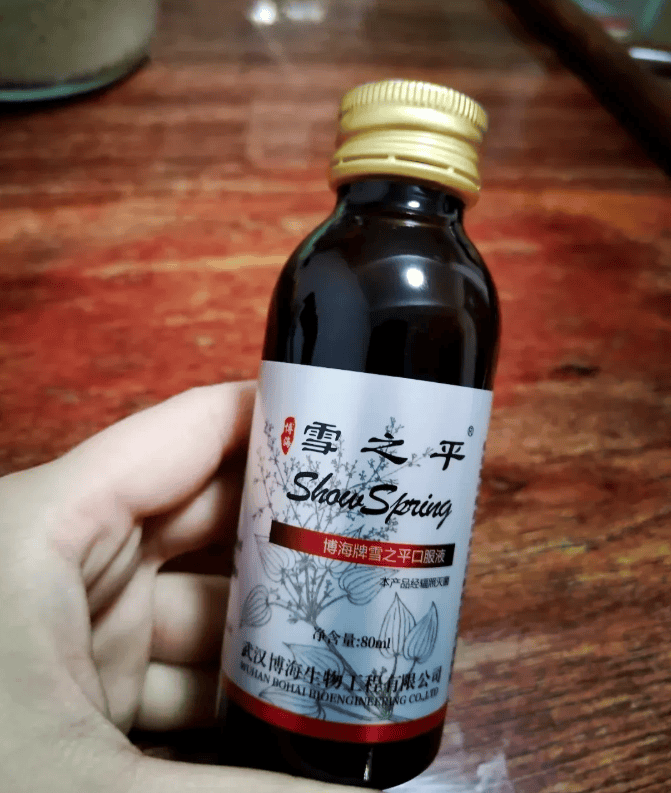 博海
雪之平®
ShowSpring
博海牌雪之平口服液
本产品经辐照灭菌
净含量:80ml
武汉博海生物工程有限公司
WUHAN BOHAI BIOENGINEERING CO.,LTD